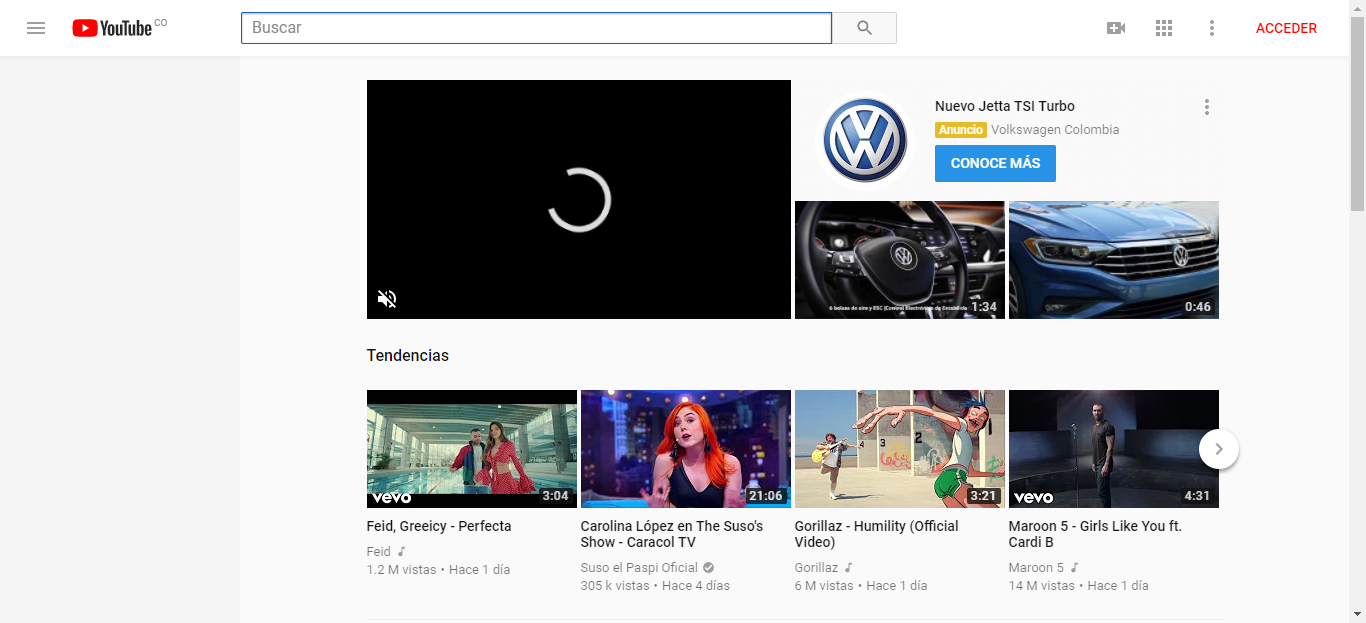 YouTube CO
Buscar
ACCEDER
Nuevo Jetta TSI Turbo
Anuncio Volkswagen Colombia
CONOCE MÁS
6 bolsas de aire y ESC (Control Electrónico de Estabilidad
1:34
0:46
Tendencias
vevo
3:04
21:06
4 3 2
3:21
vevo
4:31
Feid, Greeicy - Perfecta
Feid
1.2 M vistas • Hace 1 día
Carolina López en The Suso's
Show - Caracol TV
Suso el Paspi Oficial
305 k vistas • Hace 4 días
Gorillaz - Humility (Official
Video)
Gorillaz
6 M vistas • Hace 1 día
Maroon 5 - Girls Like You ft.
Cardi B
Maroon 5
14 M vistas • Hace 1 día